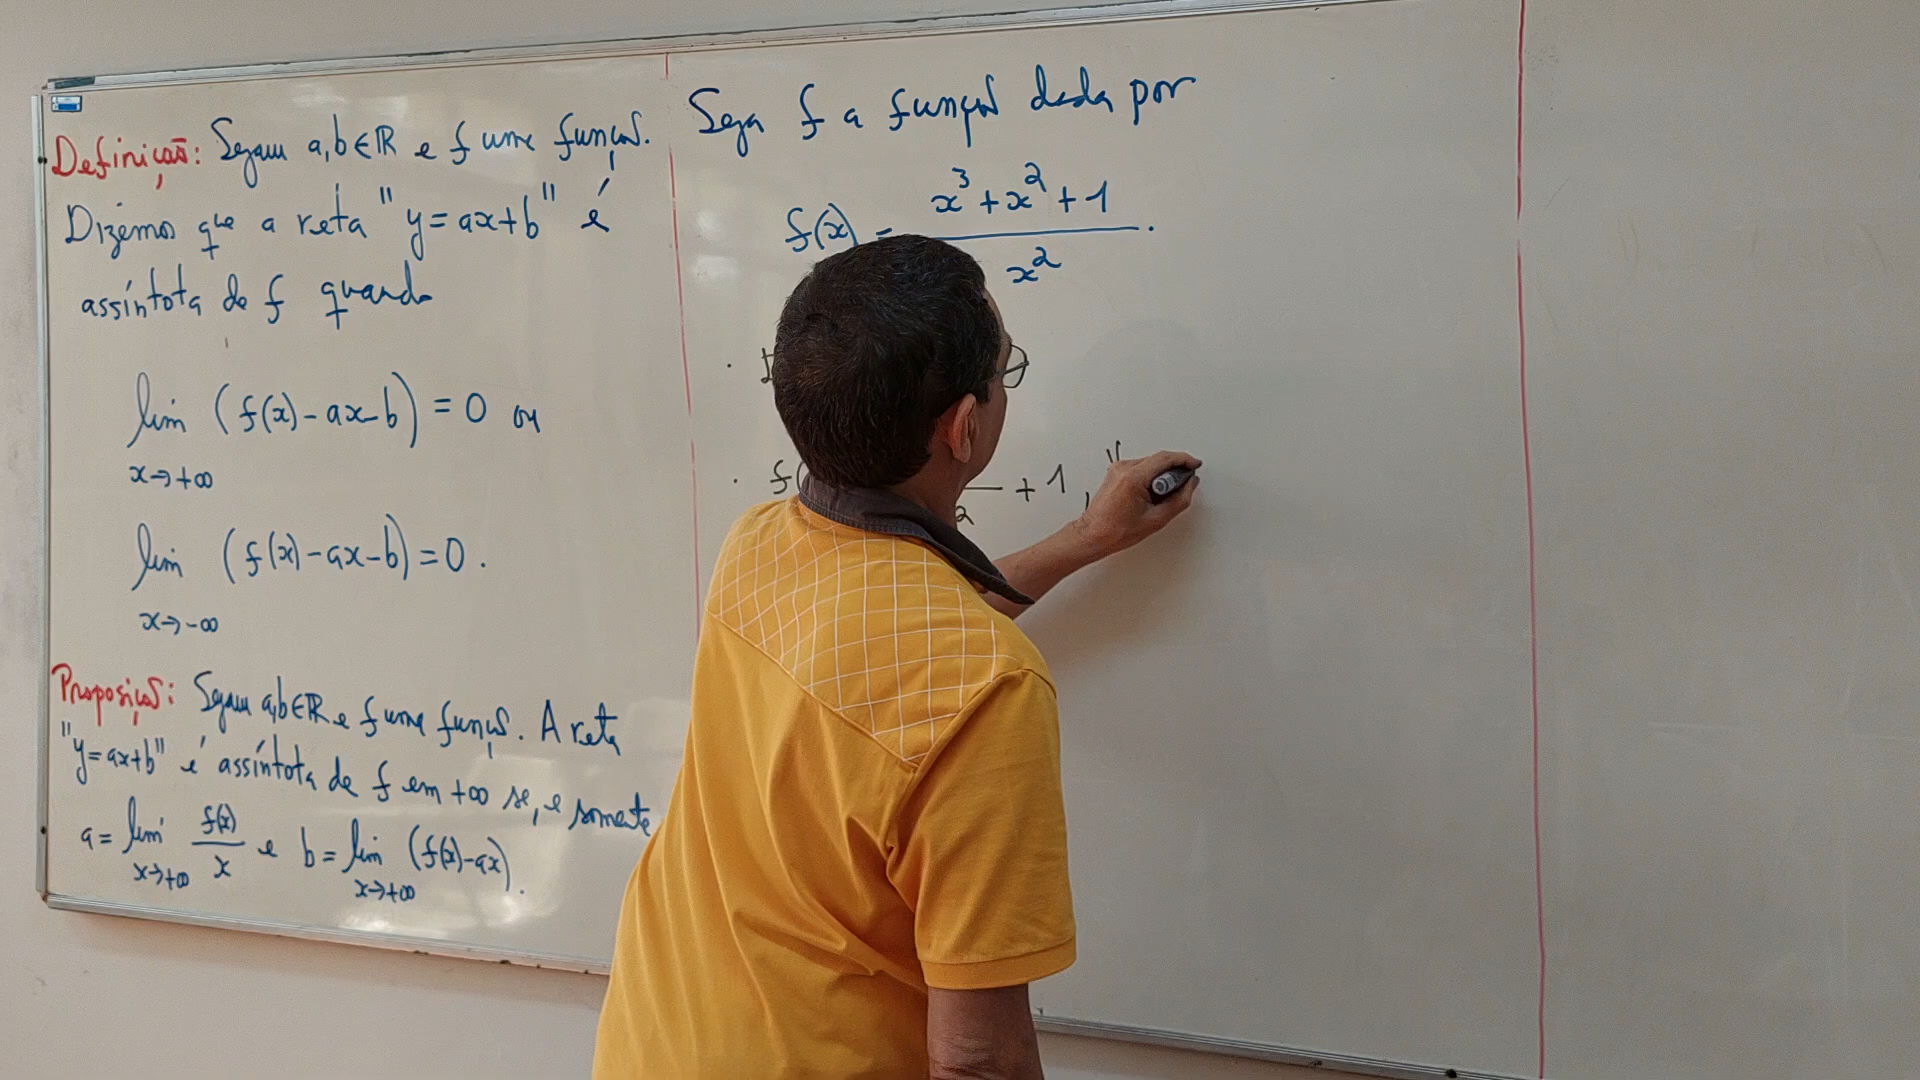 Definição: Sejam a,b∈ℝ e f uma função.
Dizemos que a reta "y=ax+b" é
assíntota de f quando
lim (f(x)-ax-b) = 0 ou
x→+∞
lim (f(x)-ax-b) = 0.
x→-∞
Proposição: Sejam a,b∈ℝ e f uma função. A reta
"y=ax+b" é assíntota de f em +∞ se, e somente
a = lim f(x)/x e b = lim (f(x)-ax).
x→+∞ x→+∞
Seja f a função dada por
f(x) = x³+x²+1
x²
.
. f( + 1,
2